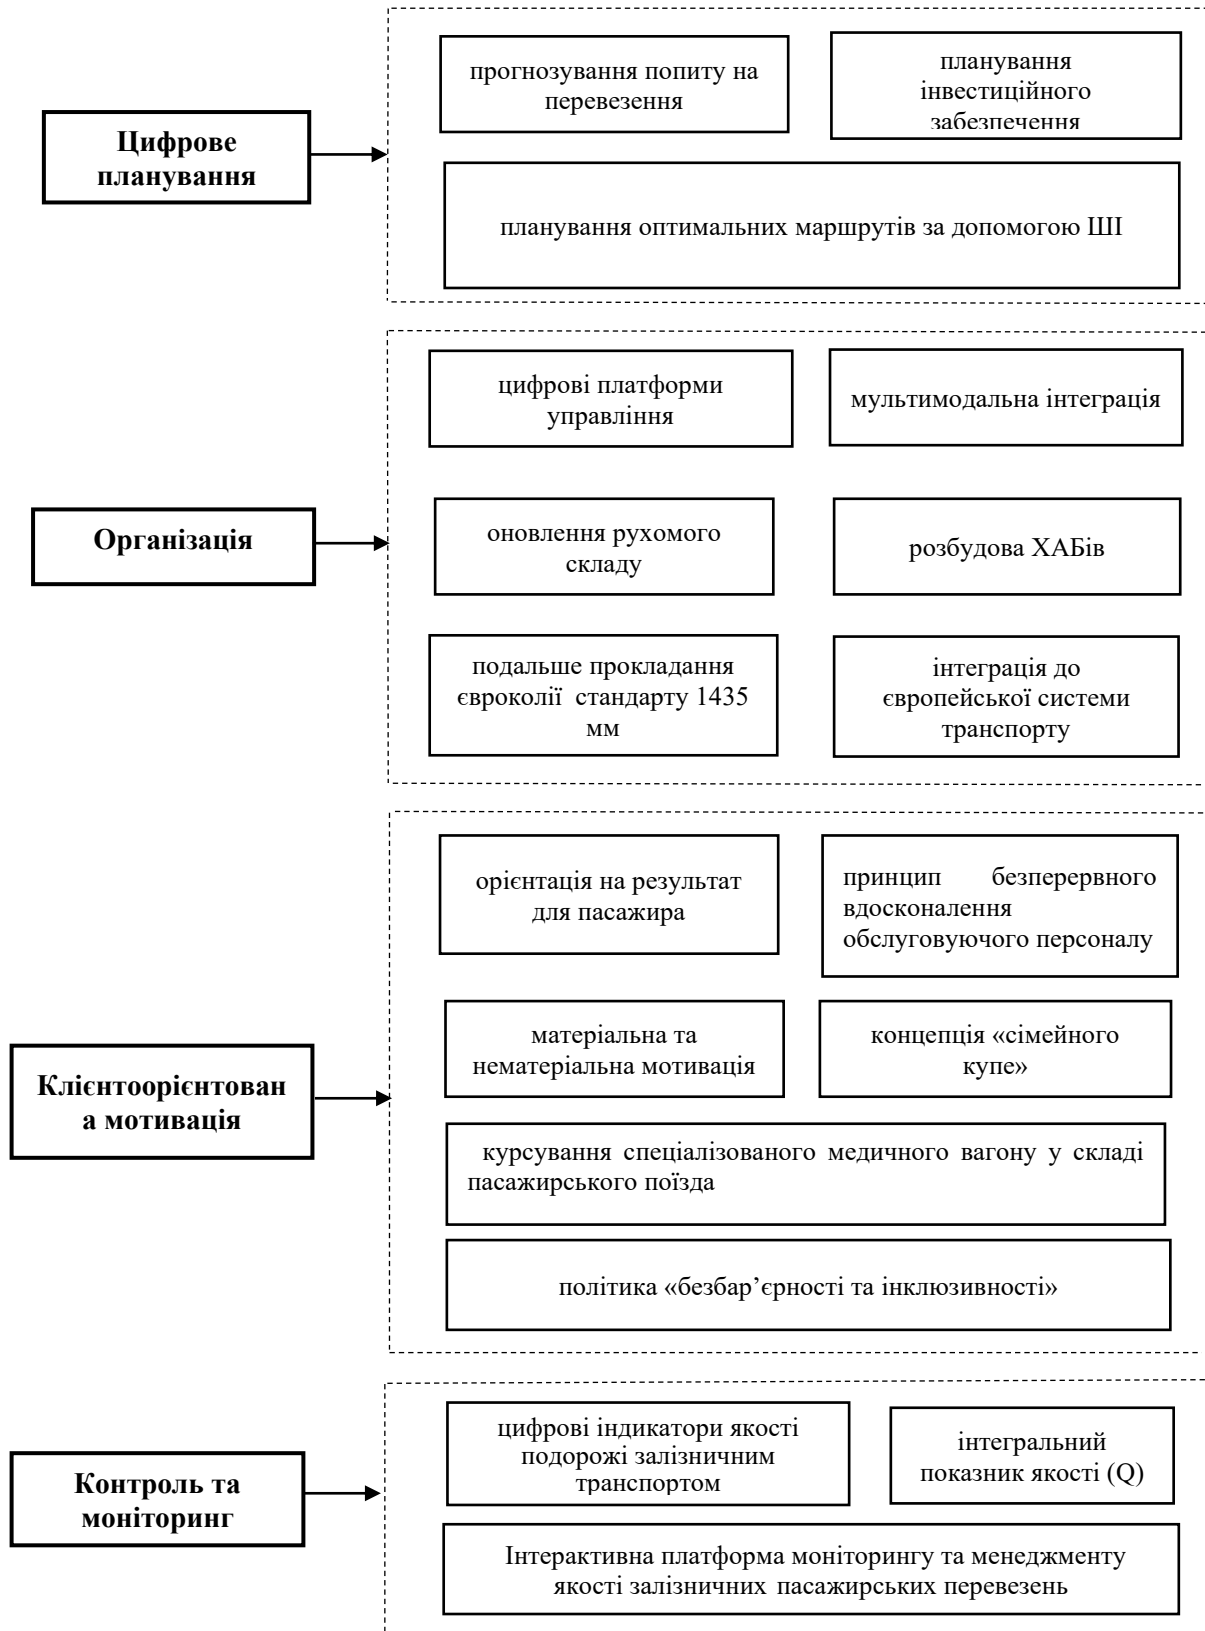 Цифрове
планування
прогнозування попиту на
перевезення
планування
інвестиційного
забезпечення
планування оптимальних маршрутів за допомогою ШІ
Організація
цифрові платформи
управління
мультимодальна інтеграція
оновлення рухомого
складу
розбудова ХАБів
подальше прокладання
євроколії стандарту 1435
мм
інтеграція до
європейської системи
транспорту
Клієнтоорієнтован
а мотивація
орієнтація на результат
для пасажира
принцип безперервного
вдосконалення
обслуговуючого персоналу
матеріальна та
нематеріальна мотивація
концепція «сімейного
купе»
курсування спеціалізованого медичного вагону у складі
пасажирського поїзда
політика «безбар’єрності та інклюзивності»
Контроль та
моніторинг
цифрові індикатори якості
подорожі залізничним
транспортом
інтегральний
показник якості (Q)
Інтерактивна платформа моніторингу та менеджменту
якості залізничних пасажирських перевезень